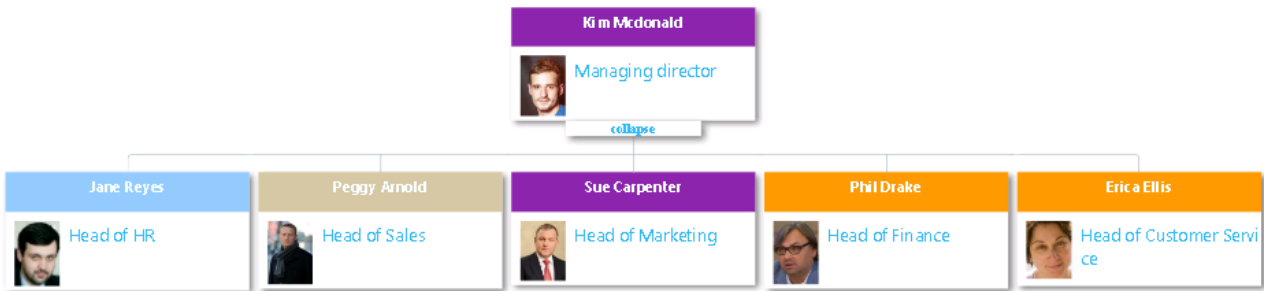 Kim Mcdonald
Managing director
collapse
Jane Reyes
Peggy Arnold
Sue Carpenter
Phil Drake
Erica Ellis
Head of HR
Head of Sales
Head of Marketing
Head of Finance
Head of Customer Servi
ce